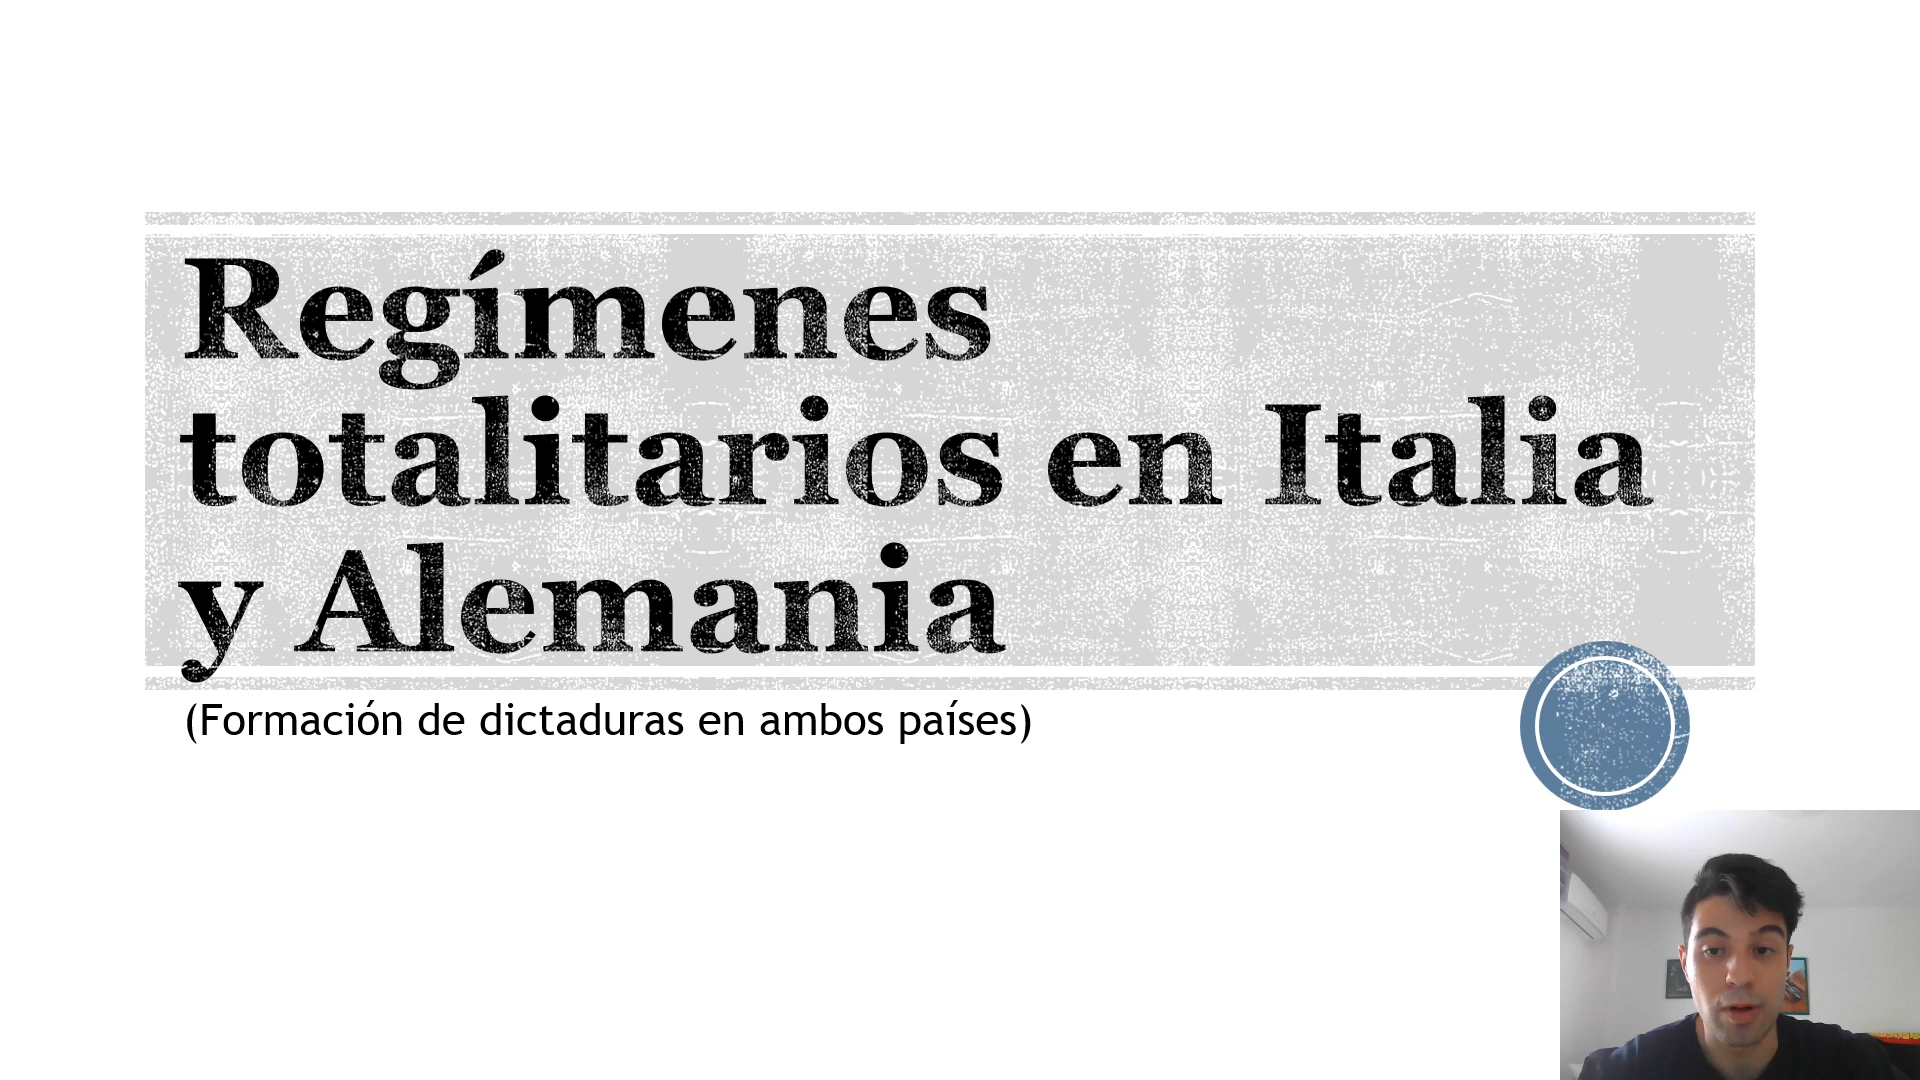 Regímenes
totalitarios en Italia
y Alemania
(Formación de dictaduras en ambos países)